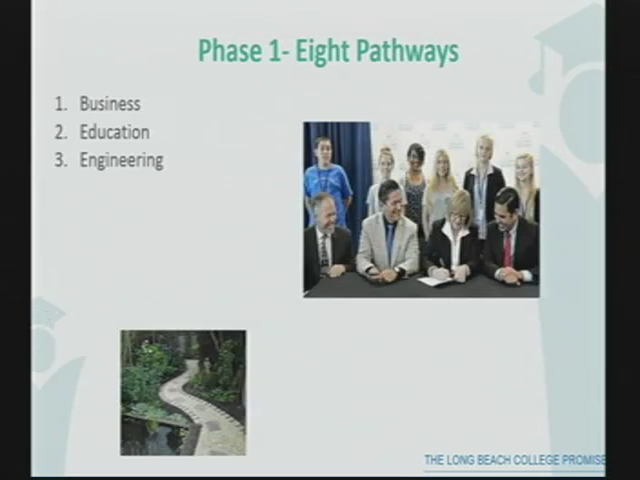 Phase 1- Eight Pathways
1. Business
2. Education
3. Engineering
THE LONG BEACH COLLEGE PROMISE